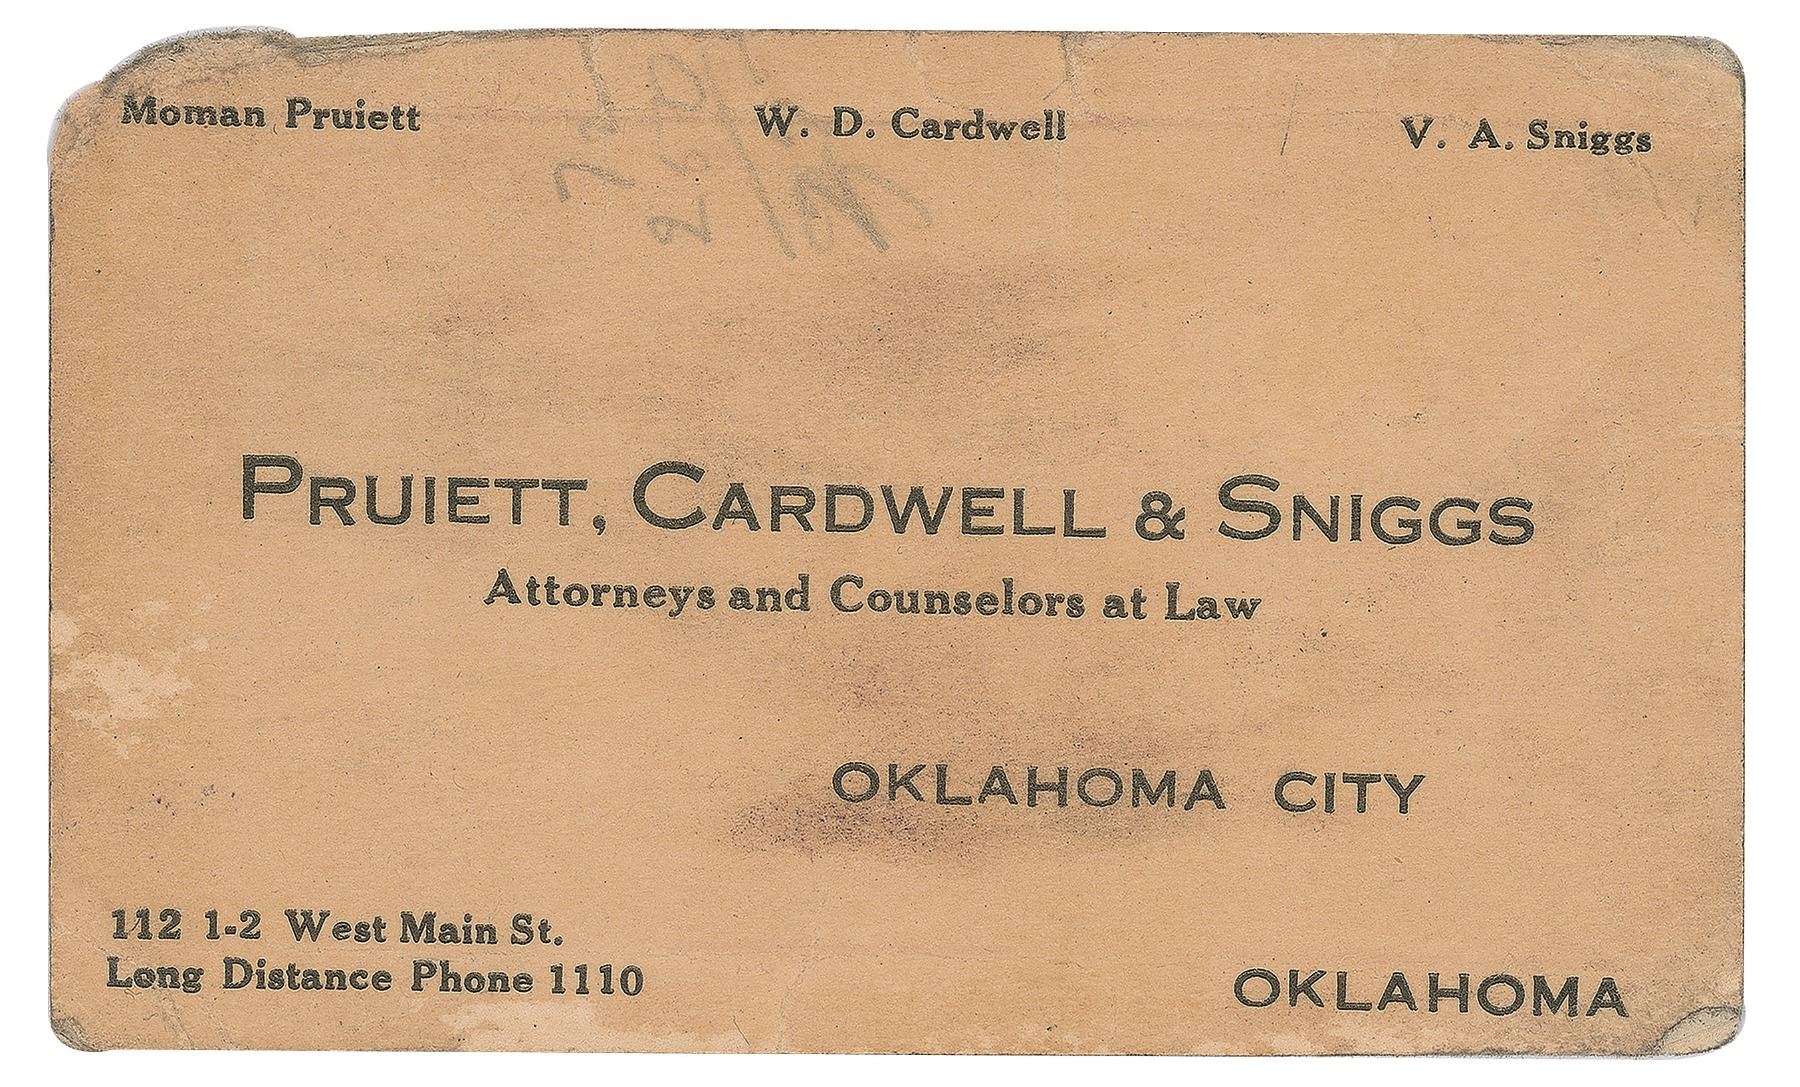 Moman Pruiett W. D. Cardwell V. A. Sniggs
PRUIETT, CARDWELL & SNIGGS
Attorneys and Counselors at Law
OKLAHOMA CITY
112 1-2 West Main St.
Long Distance Phone 1110
OKLAHOMA